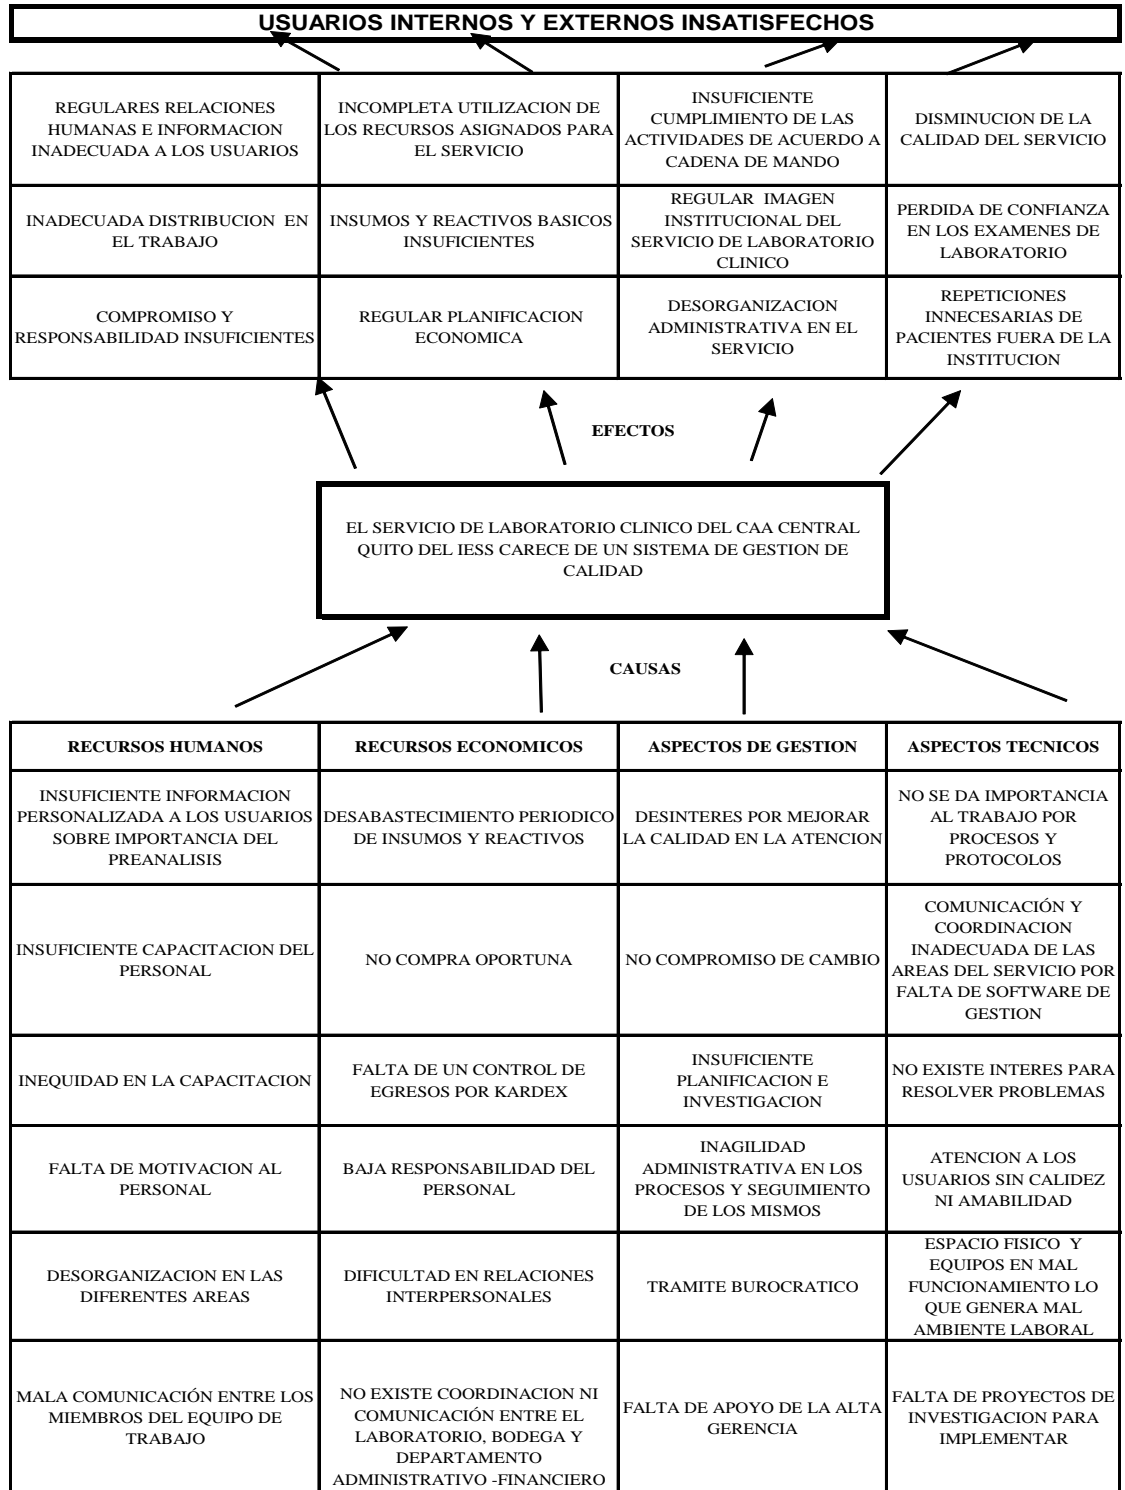 USUARIOS INTERNOS Y EXTERNOS INSATISFECHOS
REGULARES RELACIONES
HUMANAS E INFORMACION
INADECUADA A LOS USUARIOS
INCOMPLETA UTILIZACION DE
LOS RECURSOS ASIGNADOS PARA
EL SERVICIO
INSUFICIENTE
CUMPLIMIENTO DE LAS
ACTIVIDADES DE ACUERDO A
CADENA DE MANDO
DISMINUCION DE LA
CALIDAD DEL SERVICIO
INADECUADA DISTRIBUCION EN
EL TRABAJO
INSUMOS Y REACTIVOS BASICOS
INSUFICIENTES
REGULAR IMAGEN
INSTITUCIONAL DEL
SERVICIO DE LABORATORIO
CLINICO
PERDIDA DE CONFIANZA
EN LOS EXAMENES DE
LABORATORIO
COMPROMISO Y
RESPONSABILIDAD INSUFICIENTES
REGULAR PLANIFICACION
ECONOMICA
DESORGANIZACION
ADMINISTRATIVA EN EL
SERVICIO
REPETICIONES
INNECESARIAS DE
PACIENTES FUERA DE LA
INSTITUCION
EFECTOS
EL SERVICIO DE LABORATORIO CLINICO DEL CAA CENTRAL
QUITO DEL IESS CARECE DE UN SISTEMA DE GESTION DE
CALIDAD
CAUSAS
RECURSOS HUMANOS
RECURSOS ECONOMICOS
ASPECTOS DE GESTION
ASPECTOS TECNICOS
INSUFICIENTE INFORMACION
PERSONALIZADA A LOS USUARIOS
SOBRE IMPORTANCIA DEL
PREANALISIS
DESABASTECIMIENTO PERIODICO
DE INSUMOS Y REACTIVOS
DESINTERES POR MEJORAR
LA CALIDAD EN LA ATENCION
NO SE DA IMPORTANCIA
AL TRABAJO POR
PROCESOS Y
PROTOCOLOS
INSUFICIENTE CAPACITACION DEL
PERSONAL
NO COMPRA OPORTUNA
NO COMPROMISO DE CAMBIO
COMUNICACIÓN Y
COORDINACION
INADECUADA DE LAS
AREAS DEL SERVICIO POR
FALTA DE SOFTWARE DE
GESTION
INEQUIDAD EN LA CAPACITACION
FALTA DE UN CONTROL DE
EGRESOS POR KARDEX
INSUFICIENTE
PLANIFICACION E
INVESTIGACION
NO EXISTE INTERES PARA
RESOLVER PROBLEMAS
FALTA DE MOTIVACION AL
PERSONAL
BAJA RESPONSABILIDAD DEL
PERSONAL
INAGILIDAD
ADMINISTRATIVA EN LOS
PROCESOS Y SEGUIMIENTO
DE LOS MISMOS
ATENCION A LOS
USUARIOS SIN CALIDEZ
NI AMABILIDAD
DESORGANIZACION EN LAS
DIFERENTES AREAS
DIFICULTAD EN RELACIONES
INTERPERSONALES
TRAMITE BUROCRATICO
ESPACIO FISICO Y
EQUIPOS EN MAL
FUNCIONAMIENTO LO
QUE GENERA MAL
AMBIENTE LABORAL
MALA COMUNICACIÓN ENTRE LOS
MIEMBROS DEL EQUIPO DE
TRABAJO
NO EXISTE COORDINACION NI
COMUNICACIÓN ENTRE EL
LABORATORIO, BODEGA Y
DEPARTAMENTO
ADMINISTRATIVO -FINANCIERO
FALTA DE APOYO DE LA ALTA
GERENCIA
FALTA DE PROYECTOS DE
INVESTIGACION PARA
IMPLEMENTAR